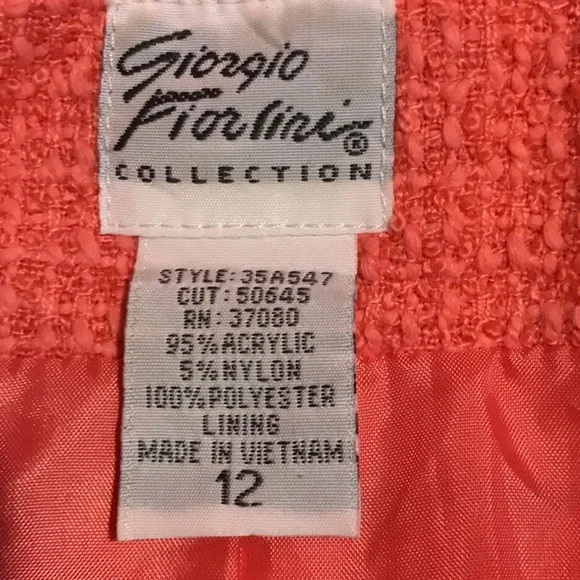 Giorgio
Fiorlini®
COLLECTION
STYLE:35A547
CUT:50645
RN:37080
95%ACRYLIC
5%NYLON
100%POLYESTER
LINING
MADE IN VIETNAM
12